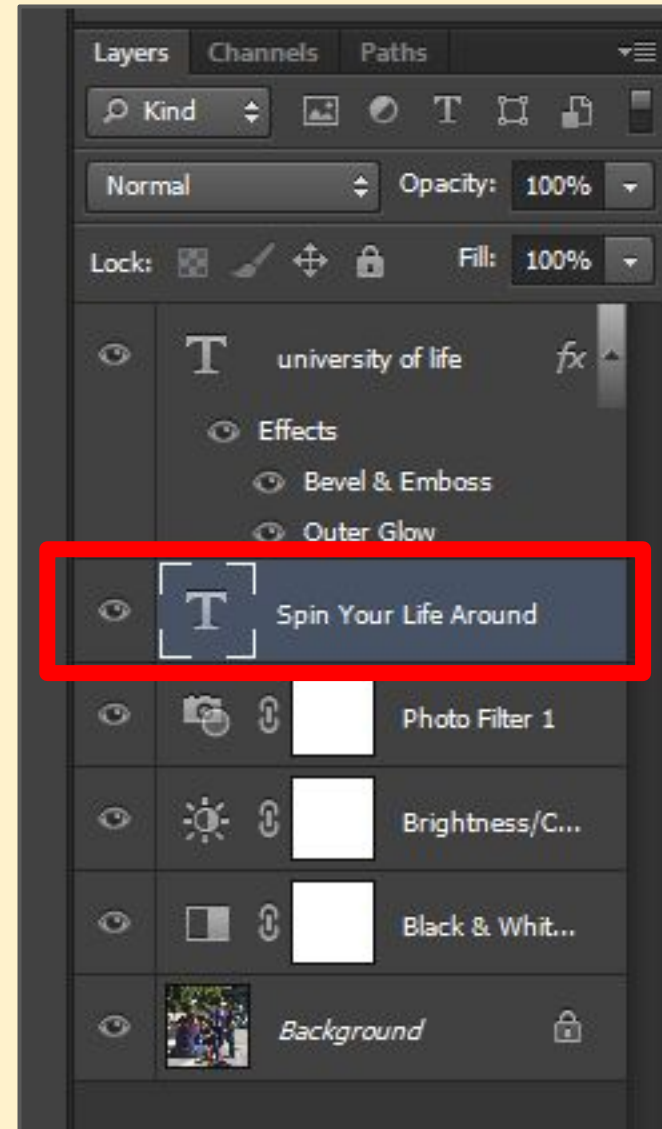 Layers Channels Paths
Kind T
Normal Opacity: 100%
Lock: Fill: 100%
T university of life fx
Effects
Bevel & Emboss
Outer Glow
T Spin Your Life Around
Photo Filter 1
Brightness/C...
Black & Whit...
Background